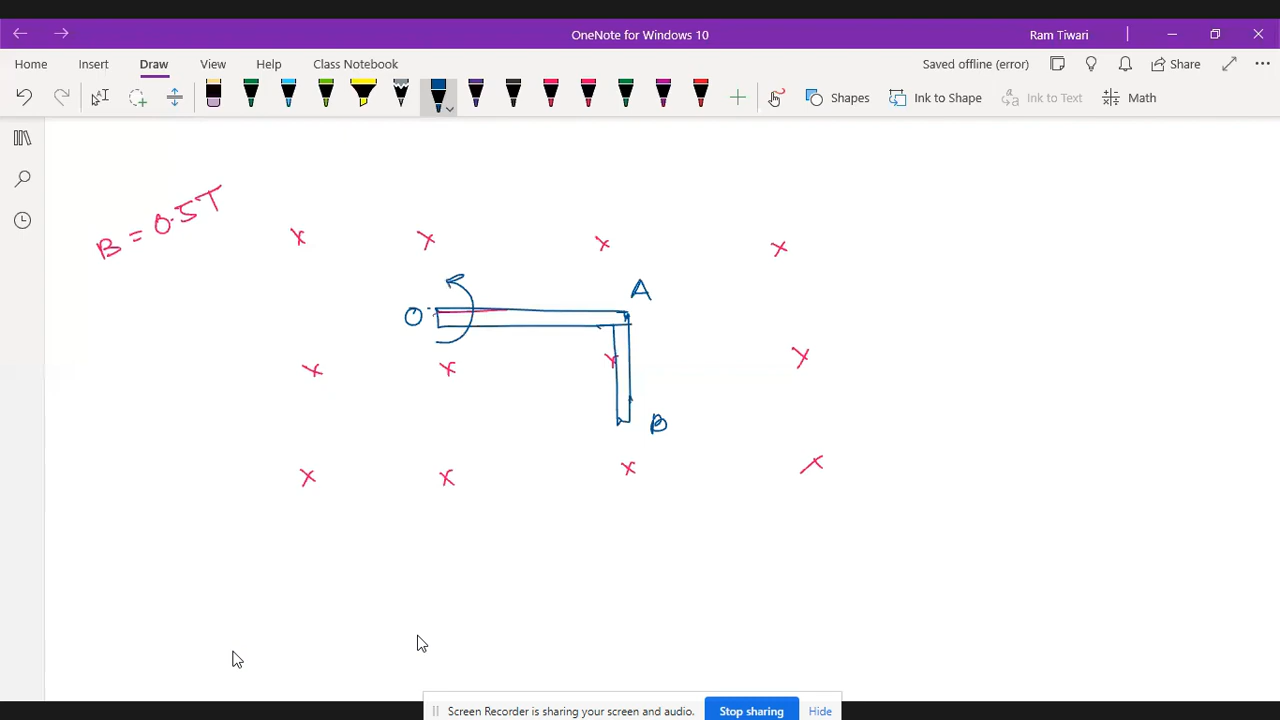 OneNote for Windows 10
Ram Tiwari
Home Insert Draw View Help Class Notebook
Saved offline (error)
Share
Shapes
Ink to Shape
Ink to Text
Math
B = 0.5T
x x x x
A
O
x x x x
B
x x x x
Screen Recorder is sharing your screen and audio.
Stop sharing
Hide